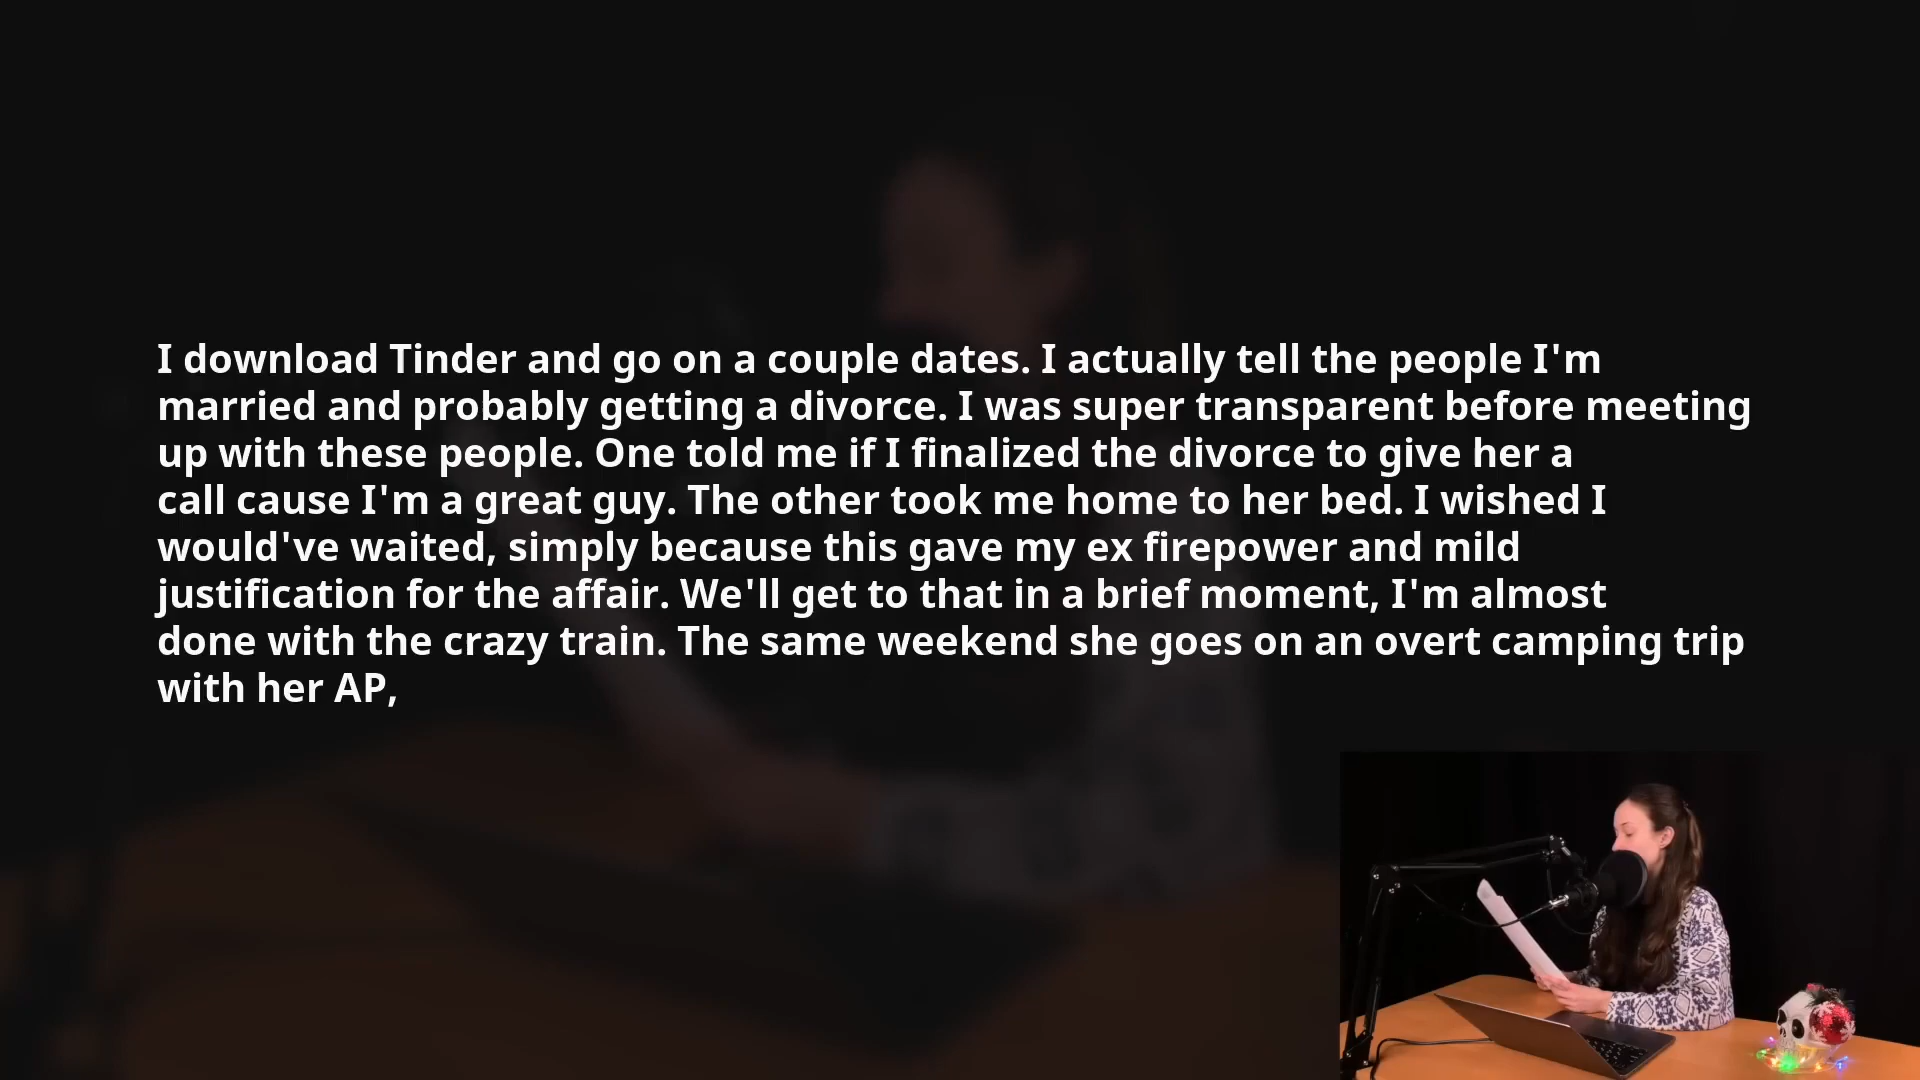 I download Tinder and go on a couple dates. I actually tell the people I'm
married and probably getting a divorce. I was super transparent before meeting
up with these people. One told me if I finalized the divorce to give her a
call cause I'm a great guy. The other took me home to her bed. I wished I
would've waited, simply because this gave my ex firepower and mild
justification for the affair. We'll get to that in a brief moment, I'm almost
done with the crazy train. The same weekend she goes on an overt camping trip
with her AP,